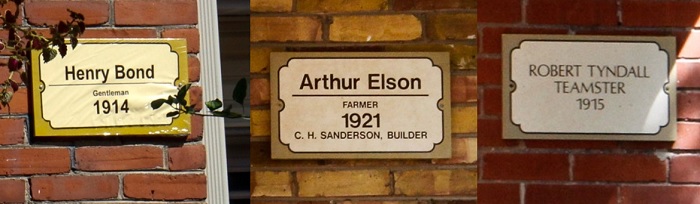 Henry Bond
Gentleman
1914
Arthur Elson
FARMER
1921
C. H. SANDERSON, BUILDER
ROBERT TYNDALL
TEAMSTER
1915